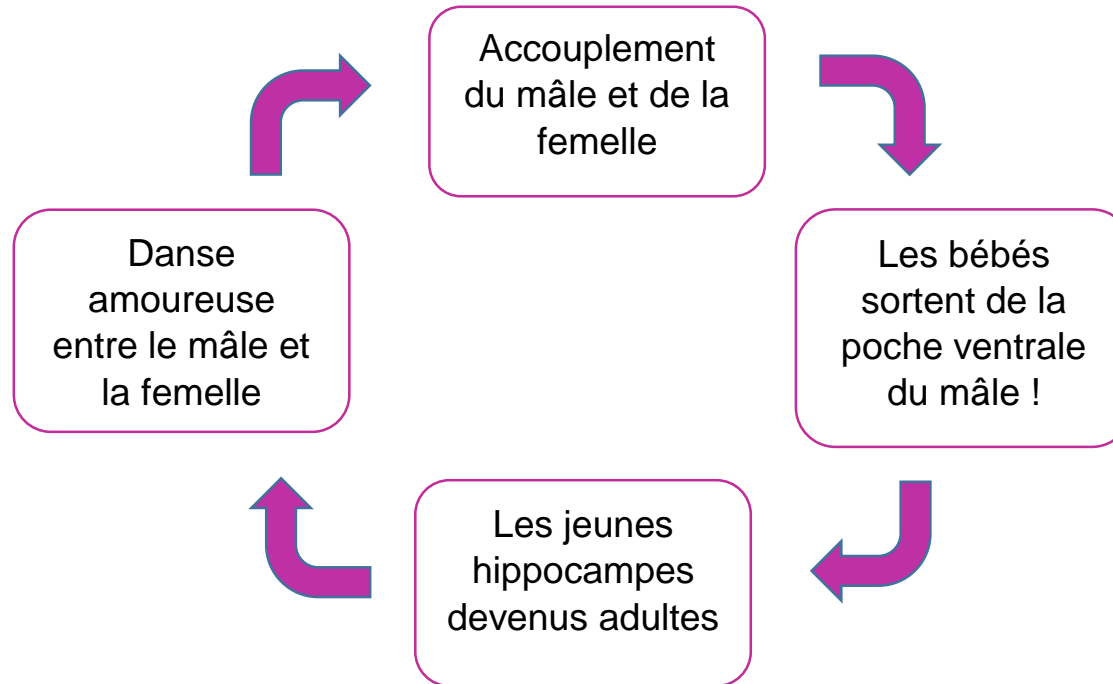 Accouplement
du mâle et de la
femelle
Danse
amoureuse
entre le mâle et
la femelle
Les bébés
sortent de la
poche ventrale
du mâle !
Les jeunes
hippocampes
devenus adultes